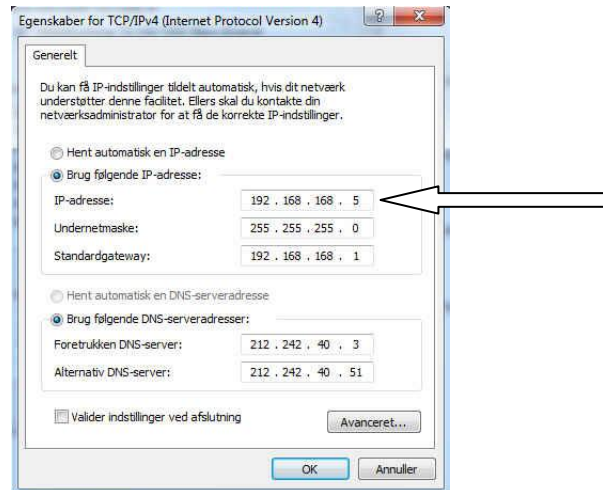 Egenskaber for TCP/IPv4 (Internet Protocol Version 4)
Generelt
Du kan få IP-indstillinger tildelt automatisk, hvis dit netværk
understøtter denne facilitet. Ellers skal du kontakte din
netværksadministrator for at få de korrekte IP-indstillinger.
Hent automatisk en IP-adresse
Brug følgende IP-adresse:
IP-adresse: 192 . 168 . 168 . 5
Undernetmaske: 255 . 255 . 255 . 0
Standardgateway: 192 . 168 . 168 . 1
Hent automatisk en DNS-serveradresse
Brug følgende DNS-serveradresser:
Foretrukken DNS-server: 212 . 242 . 40 . 3
Alternativ DNS-server: 212 . 242 . 40 . 51
Valider indstillinger ved afslutning
Avanceret...
OK Annuller